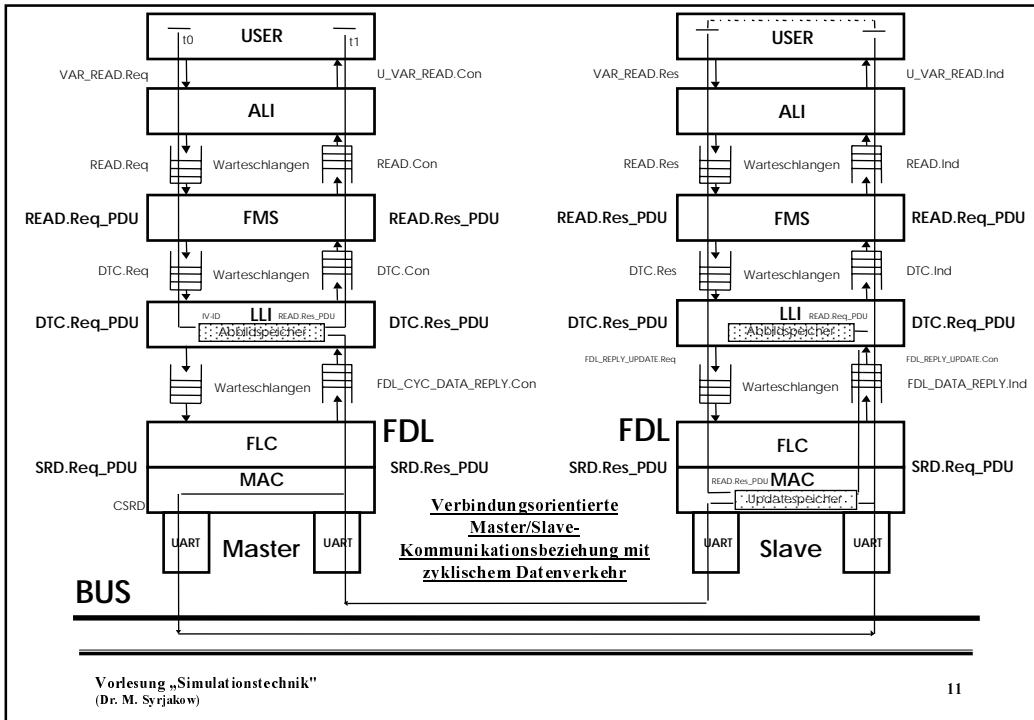 USER
t0
t1
VAR_READ.Req
U_VAR_READ.Con
ALI
READ.Req
Warteschlangen
READ.Con
READ.Req_PDU
FMS
READ.Res_PDU
DTC.Req
Warteschlangen
DTC.Con
DTC.Req_PDU
IV-ID
LLI
READ.Res_PDU
Abbildspeicher
DTC.Res_PDU
Warteschlangen
FDL_CYC_DATA_REPLY.Con
FLC
FDL
SRD.Req_PDU
MAC
SRD.Res_PDU
CSRD
UART
Master
UART
BUS
USER
VAR_READ.Res
U_VAR_READ.Ind
ALI
READ.Res
Warteschlangen
READ.Ind
READ.Res_PDU
FMS
READ.Req_PDU
DTC.Res
Warteschlangen
DTC.Ind
DTC.Res_PDU
LLI
READ.Req_PDU
Abbildspeicher
DTC.Req_PDU
FDL_REPLY_UPDATE.Req
FDL_REPLY_UPDATE.Con
Warteschlangen
FDL_DATA_REPLY.Ind
FDL
FLC
SRD.Res_PDU
SRD.Req_PDU
READ.Res_PDU
MAC
Updatespeicher
UART
Slave
UART
Verbindungsorientierte
Master/Slave-
Kommunikationsbeziehung mit
zyklischem Datenverkehr
Vorlesung „Simulationstechnik"
(Dr. M. Syrjakow)
11